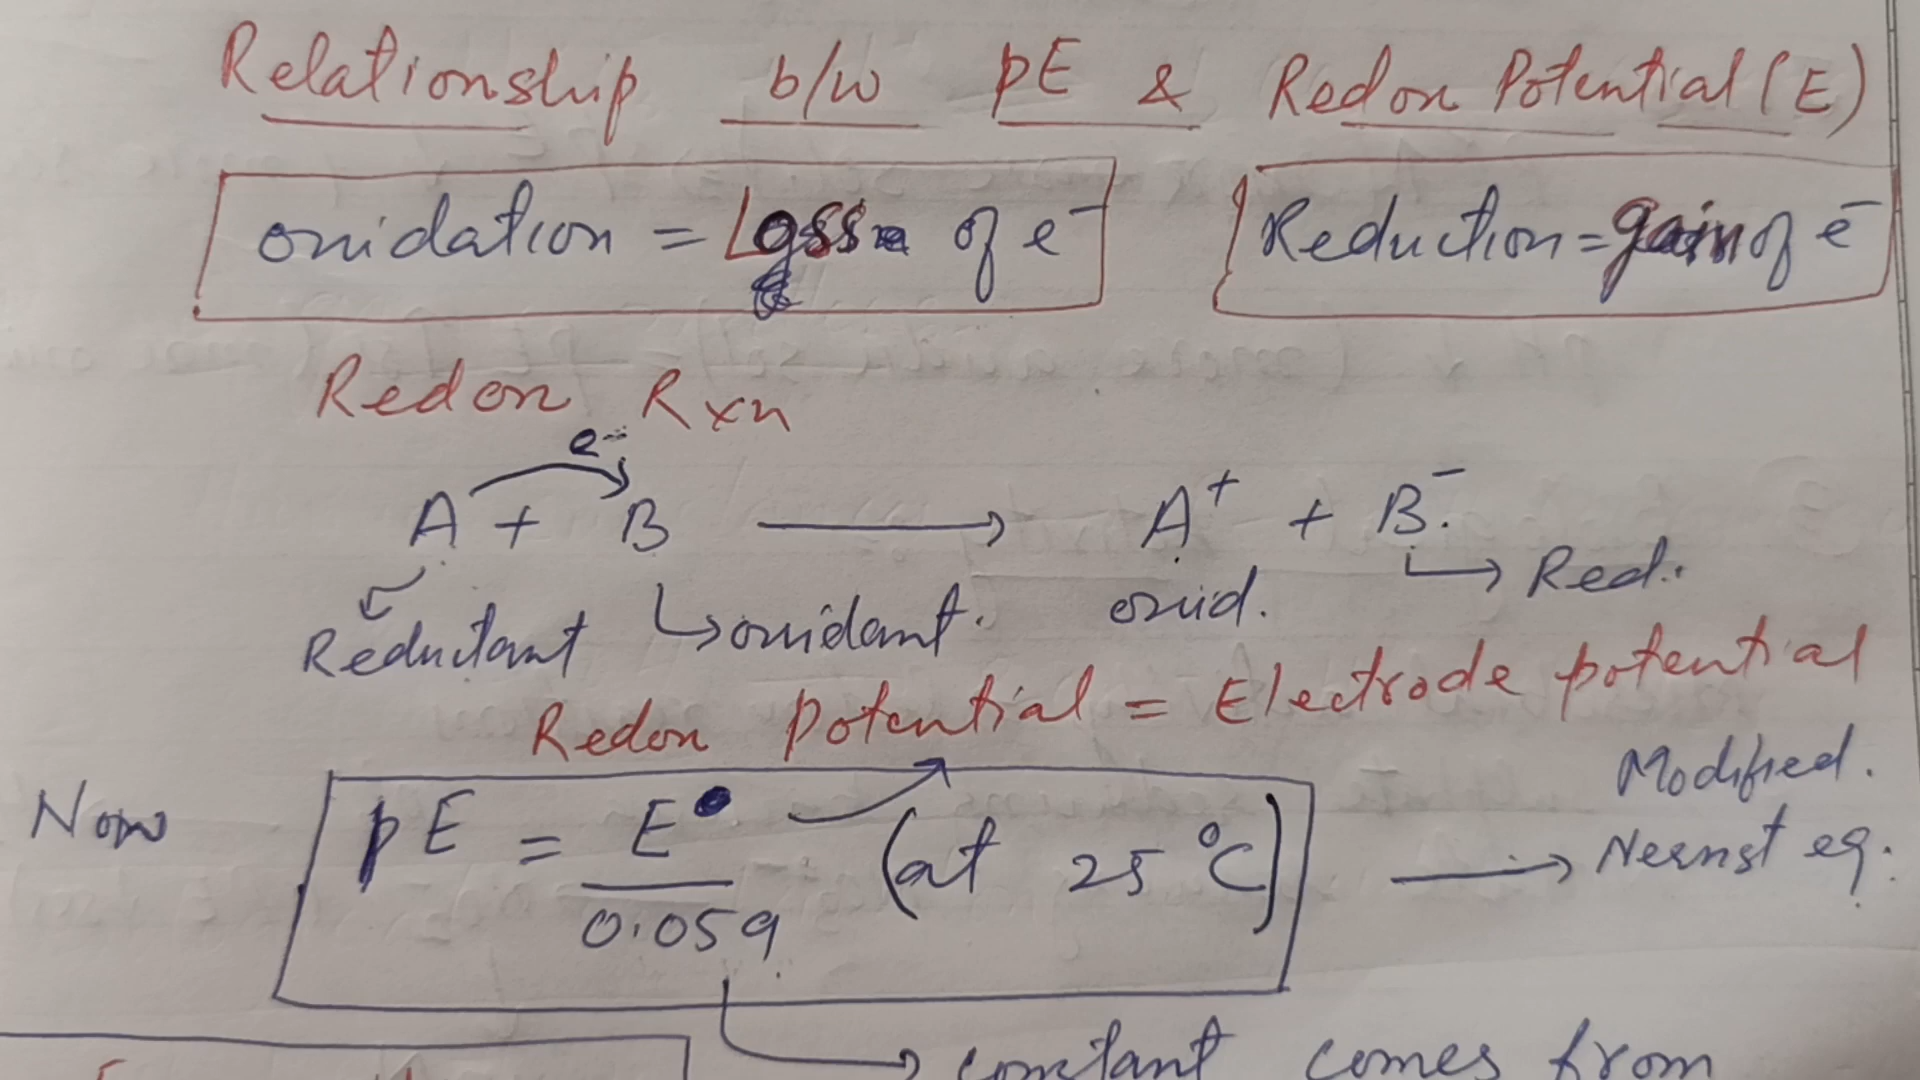 Relationship b/w pE & Redox Potential (E)
oxidation = Loss of e⁻
Reduction = gain of e⁻
Redox Rxn
e⁻
A + B ⟶ A⁺ + B⁻.
Reductant ↳ oxidant. oxid. ↳ Red.
Redox potential = Electrode potential
Now pE = E° / 0.059 (at 25 °C) ⟶ Modified. Nernst eq.
↳ constant comes from